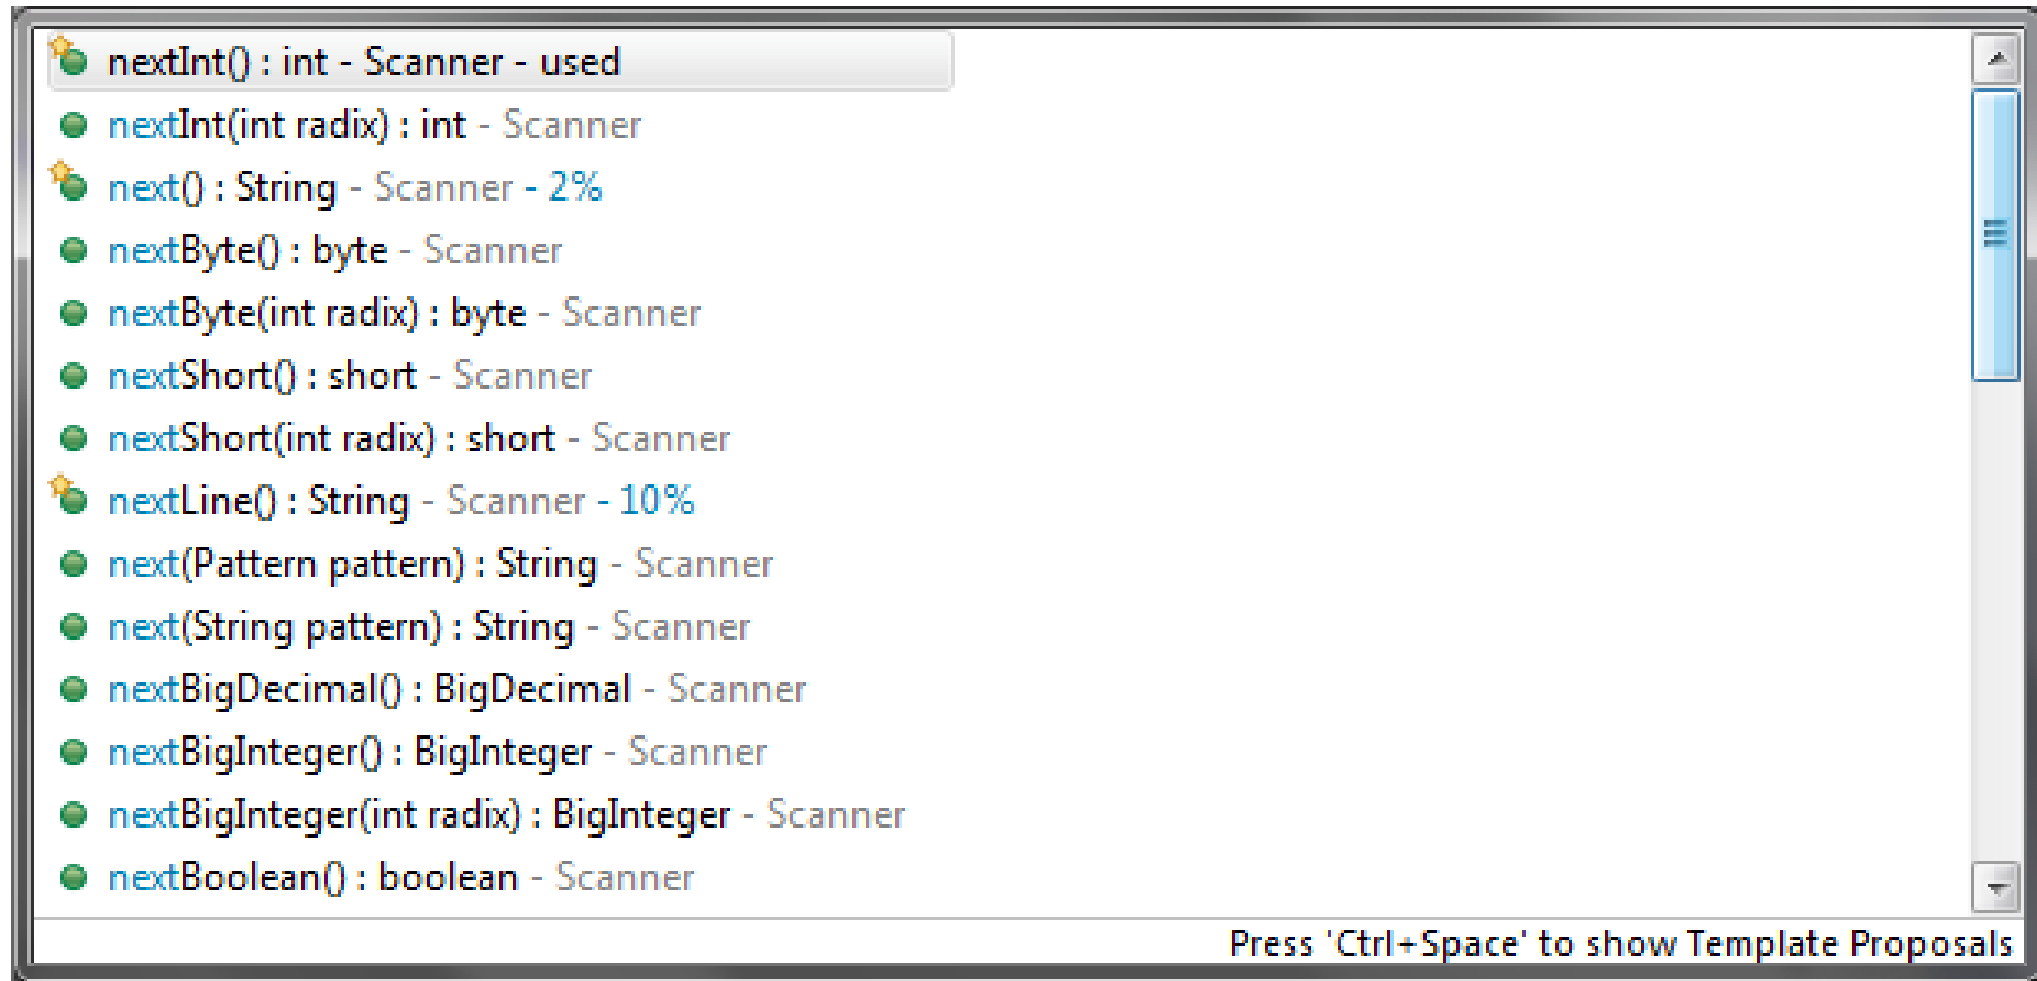 nextInt() : int - Scanner - used
nextInt(int radix) : int - Scanner
next() : String - Scanner - 2%
nextByte() : byte - Scanner
nextByte(int radix) : byte - Scanner
nextShort() : short - Scanner
nextShort(int radix) : short - Scanner
nextLine() : String - Scanner - 10%
next(Pattern pattern) : String - Scanner
next(String pattern) : String - Scanner
nextBigDecimal() : BigDecimal - Scanner
nextBigInteger() : BigInteger - Scanner
nextBigInteger(int radix) : BigInteger - Scanner
nextBoolean() : boolean - Scanner
Press 'Ctrl+Space' to show Template Proposals